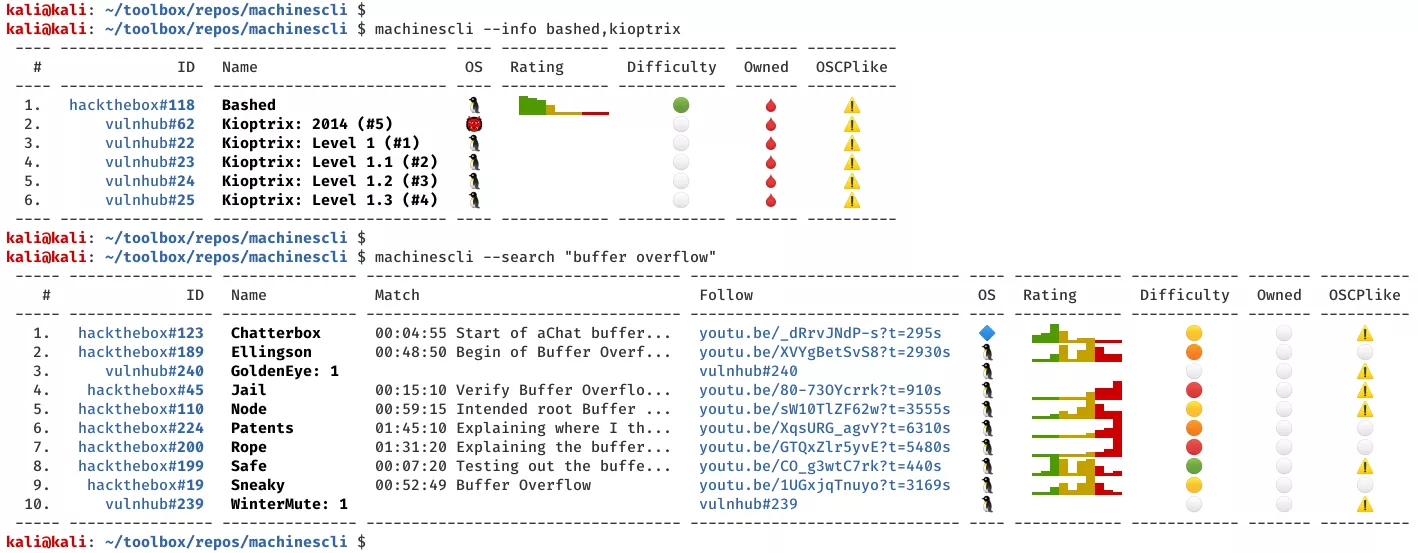 kali@kali: ~/toolbox/repos/machinescli $
kali@kali: ~/toolbox/repos/machinescli $ machinescli --info bashed,kioptrix
# ID Name OS Rating Difficulty Owned OSCPlike
1. hackthebox#118 Bashed
2. vulnhub#62 Kioptrix: 2014 (#5)
3. vulnhub#22 Kioptrix: Level 1 (#1)
4. vulnhub#23 Kioptrix: Level 1.1 (#2)
5. vulnhub#24 Kioptrix: Level 1.2 (#3)
6. vulnhub#25 Kioptrix: Level 1.3 (#4)
kali@kali: ~/toolbox/repos/machinescli $
kali@kali: ~/toolbox/repos/machinescli $ machinescli --search "buffer overflow"
# ID Name Match Follow OS Rating Difficulty Owned OSCPlike
1. hackthebox#123 Chatterbox 00:04:55 Start of aChat buffer... youtu.be/_dRrvJNdP-s?t=295s
2. hackthebox#189 Ellingson 00:48:50 Begin of Buffer Overf... youtu.be/XVYgBetSvS8?t=2930s
3. vulnhub#240 GoldenEye: 1 vulnhub#240
4. hackthebox#45 Jail 00:15:10 Verify Buffer Overflo... youtu.be/80-73OYcrrk?t=910s
5. hackthebox#110 Node 00:59:15 Intended root Buffer ... youtu.be/sW10TlZF62w?t=3555s
6. hackthebox#224 Patents 01:45:10 Explaining where I th... youtu.be/XqsURG_agvY?t=6310s
7. hackthebox#200 Rope 01:31:20 Explaining the buffer... youtu.be/GTQxZlr5yvE?t=5480s
8. hackthebox#199 Safe 00:07:20 Testing out the buffe... youtu.be/CO_g3wtC7rk?t=440s
9. hackthebox#19 Sneaky 00:52:49 Buffer Overflow youtu.be/1UGxjqTnuyo?t=3169s
10. vulnhub#239 WinterMute: 1 vulnhub#239
kali@kali: ~/toolbox/repos/machinescli $